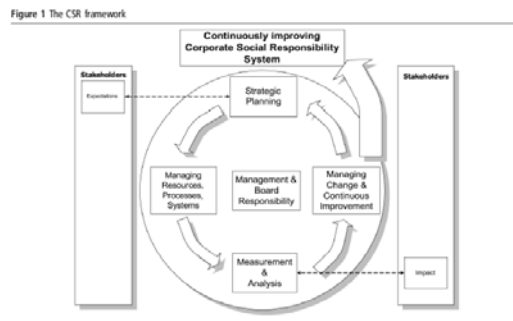 Figure 1 The CSR framework
Continuously improving
Corporate Social Responsibility
System
Stakeholders
Expectations
Strategic
Planning
Stakeholders
Managing
Resources,
Processes,
Systems
Management &
Board
Responsibility
Managing
Change &
Continuous
Improvement
Measurement
&
Analysis
Impact